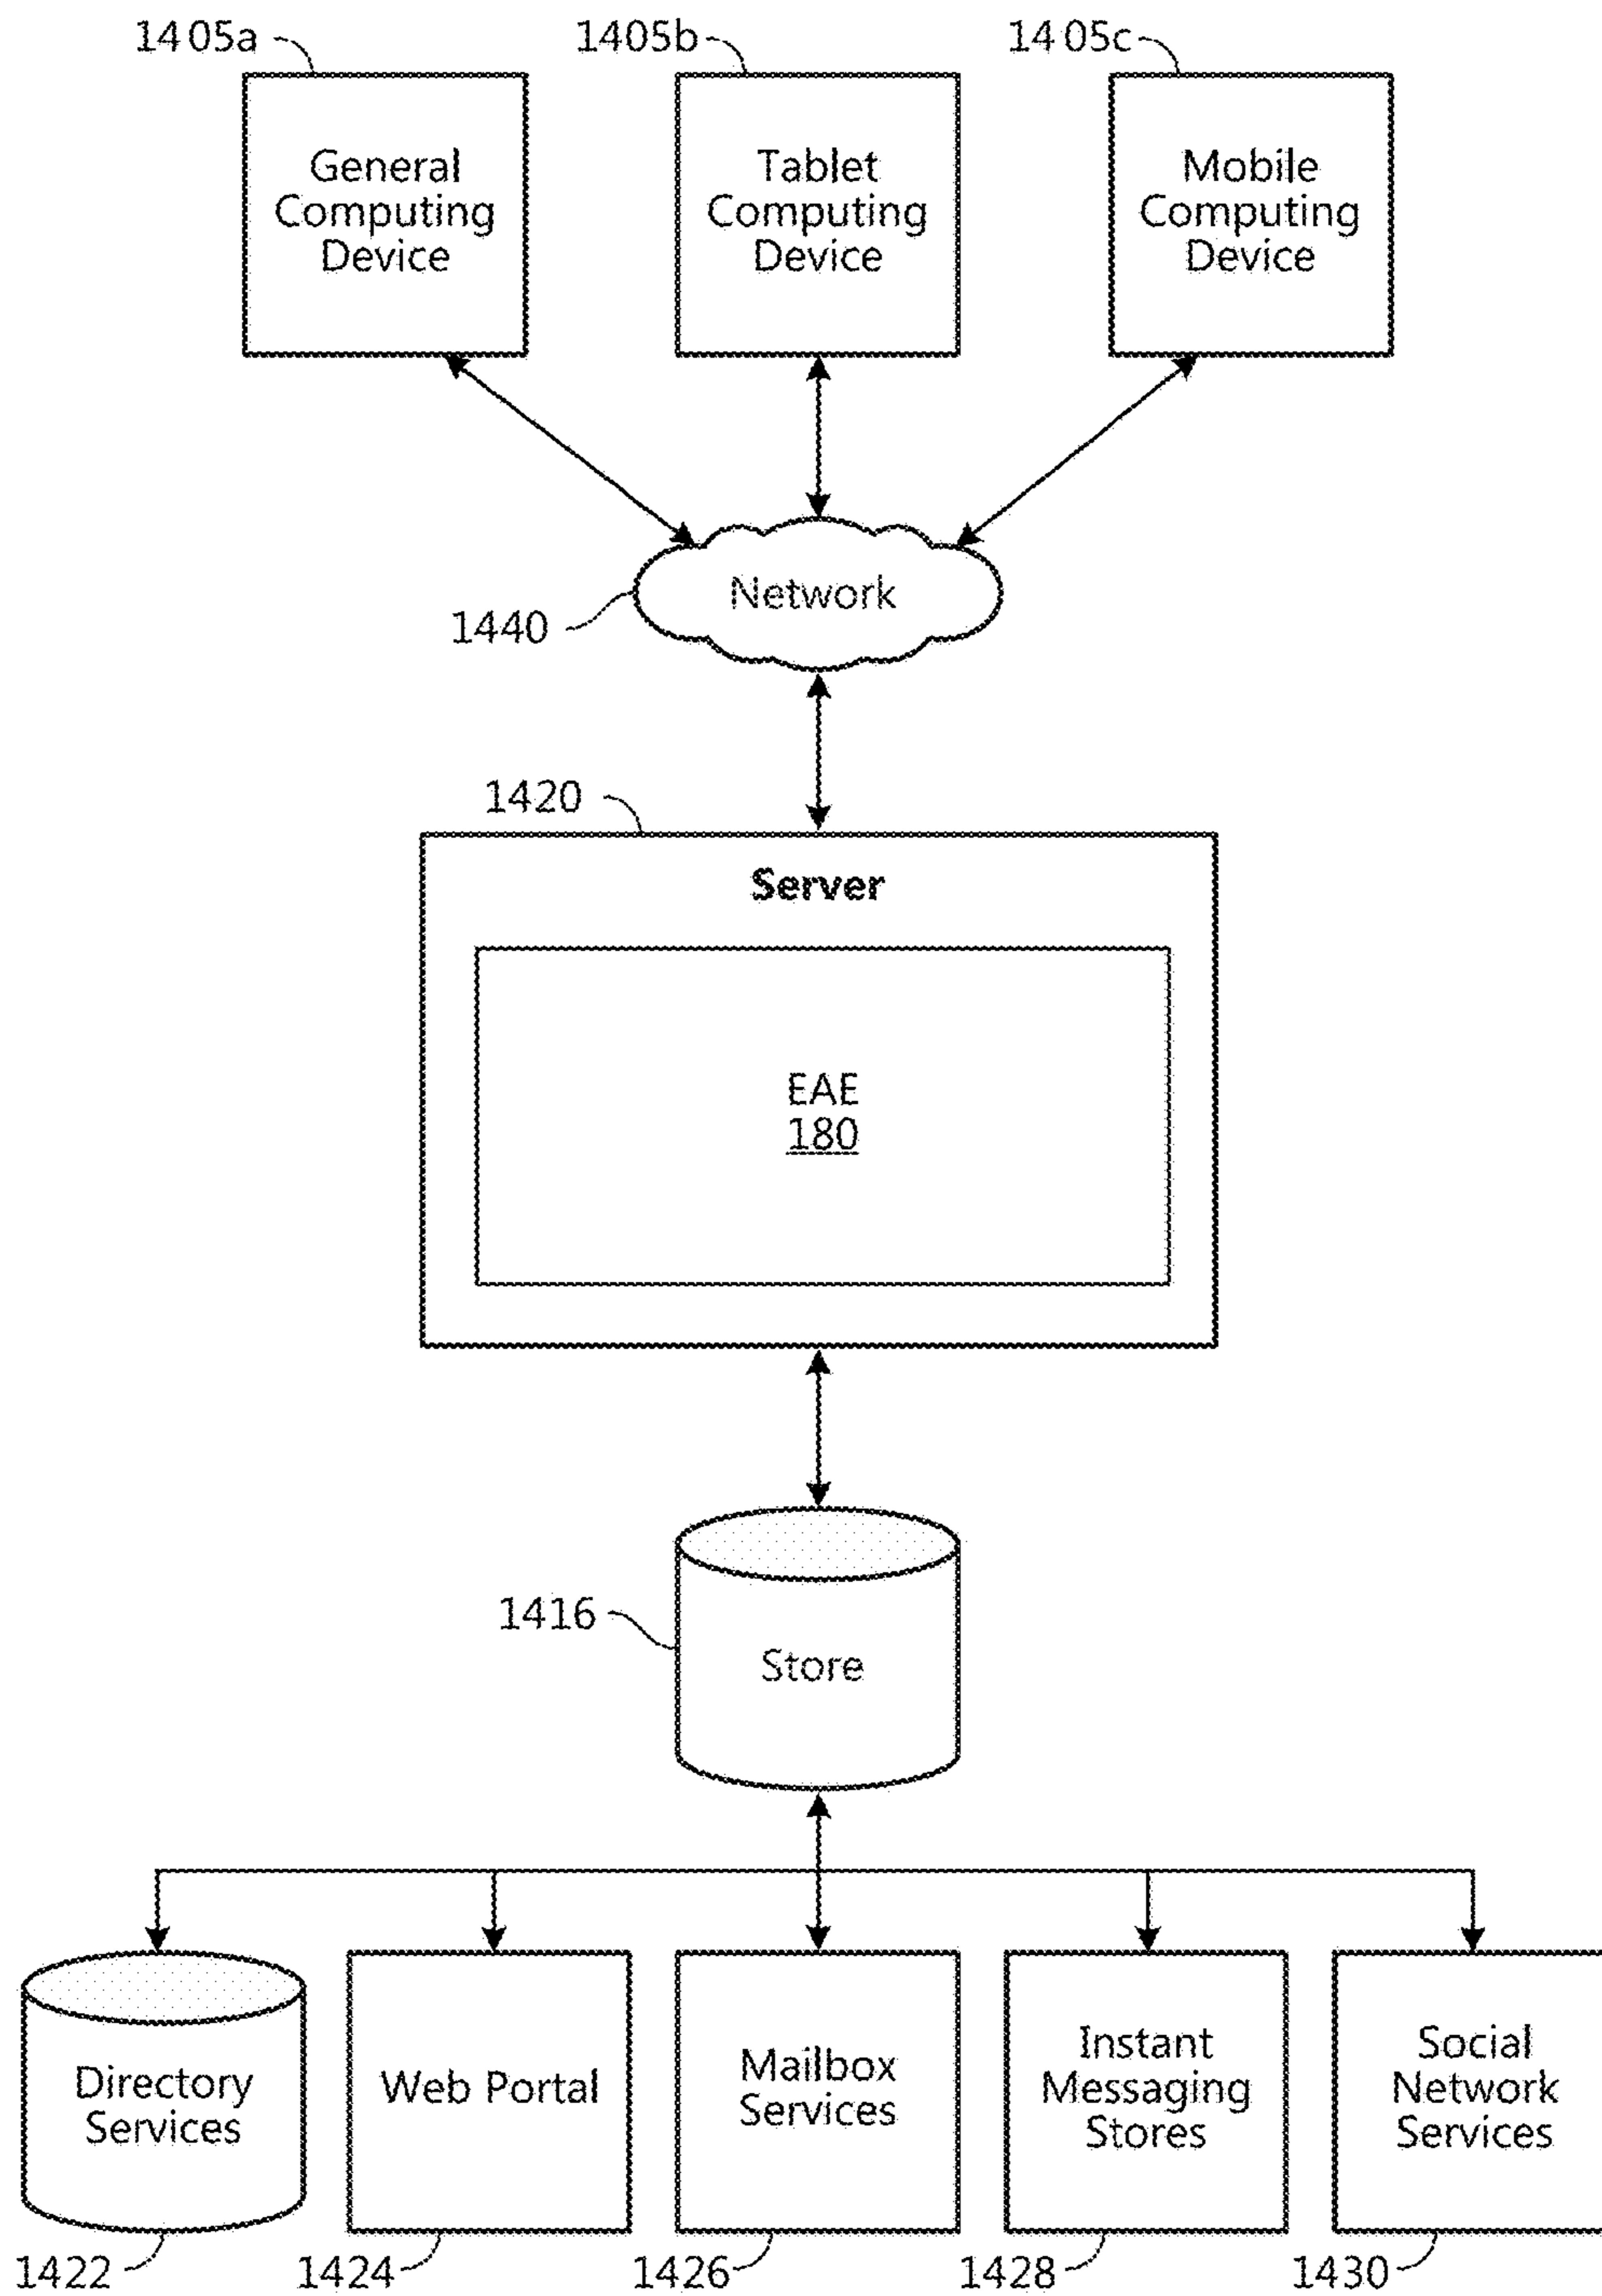 1405a
1405b
1405c
General
Computing
Device
Tablet
Computing
Device
Mobile
Computing
Device
Network
1440
1420
Server
EAE
180
1416
Store
Directory
Services
Web Portal
Mailbox
Services
Instant
Messaging
Stores
Social
Network
Services
1422
1424
1426
1428
1430